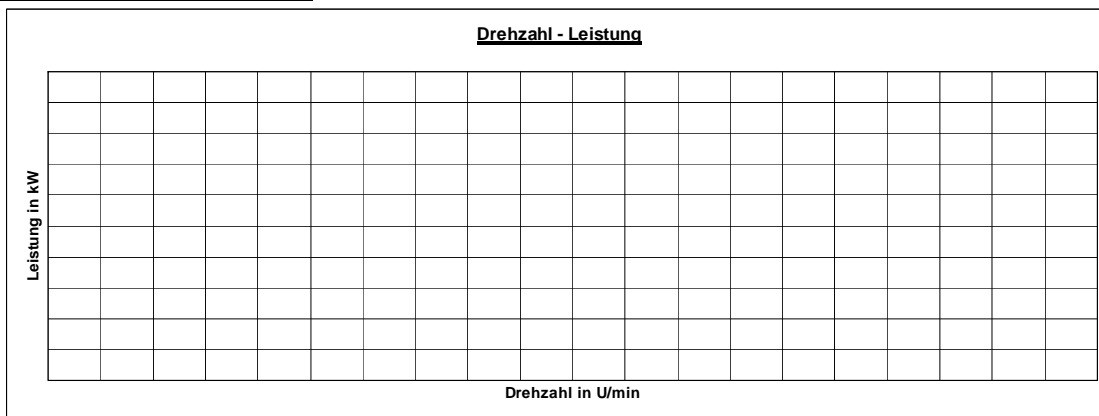 Drehzahl - Leistung
Leistung in kW
Drehzahl in U/min